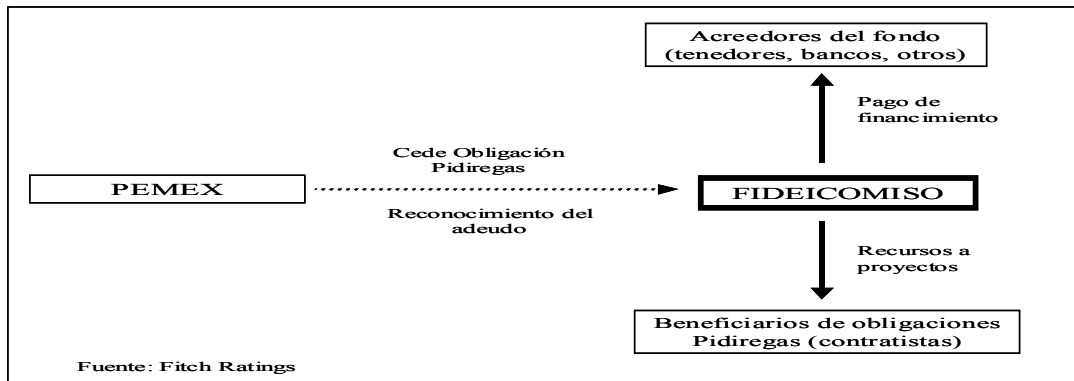 Acreedores del fondo
(tenedores, bancos, otros)
Pago de
financimiento
Cede Obligación
Pidiregas
PEMEX
FIDEICOMISO
Reconocimiento del
adeudo
Recursos a
proyectos
Beneficiarios de obligaciones
Pidiregas (contratistas)
Fuente: Fitch Ratings